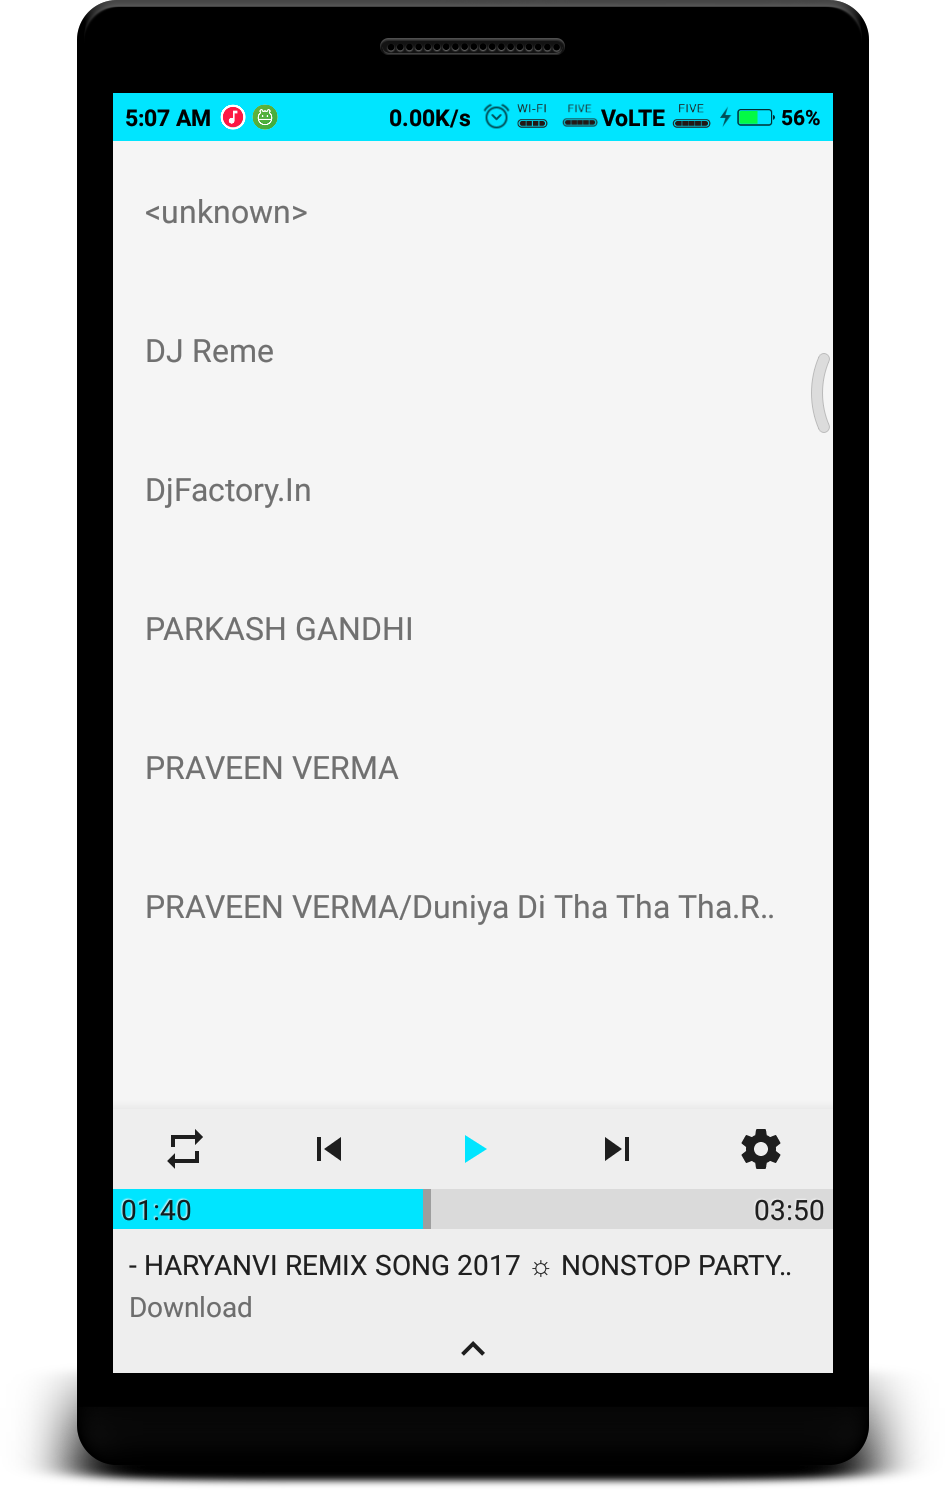 5:07 AM 0.00K/s WI-FI FIVE VoLTE FIVE 56%
<unknown>
DJ Reme
DjFactory.In
PARKASH GANDHI
PRAVEEN VERMA
PRAVEEN VERMA/Duniya Di Tha Tha Tha.R..
01:40 03:50
- HARYANVI REMIX SONG 2017 ☼ NONSTOP PARTY..
Download